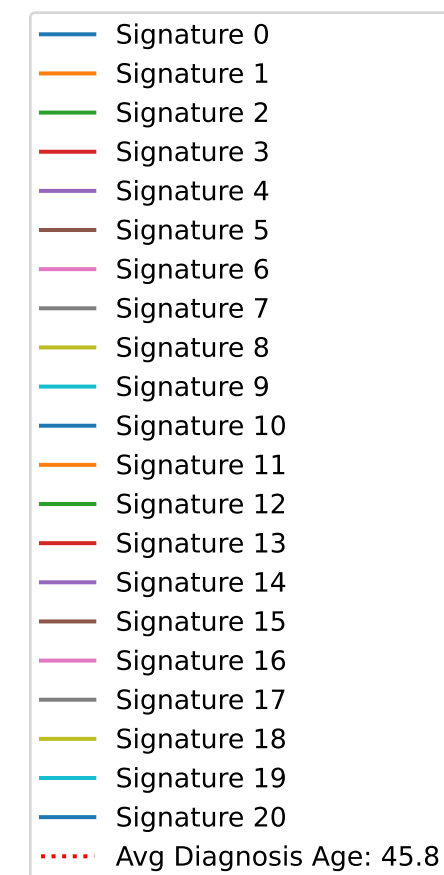 Signature 0
Signature 1
Signature 2
Signature 3
Signature 4
Signature 5
Signature 6
Signature 7
Signature 8
Signature 9
Signature 10
Signature 11
Signature 12
Signature 13
Signature 14
Signature 15
Signature 16
Signature 17
Signature 18
Signature 19
Signature 20
Avg Diagnosis Age: 45.8